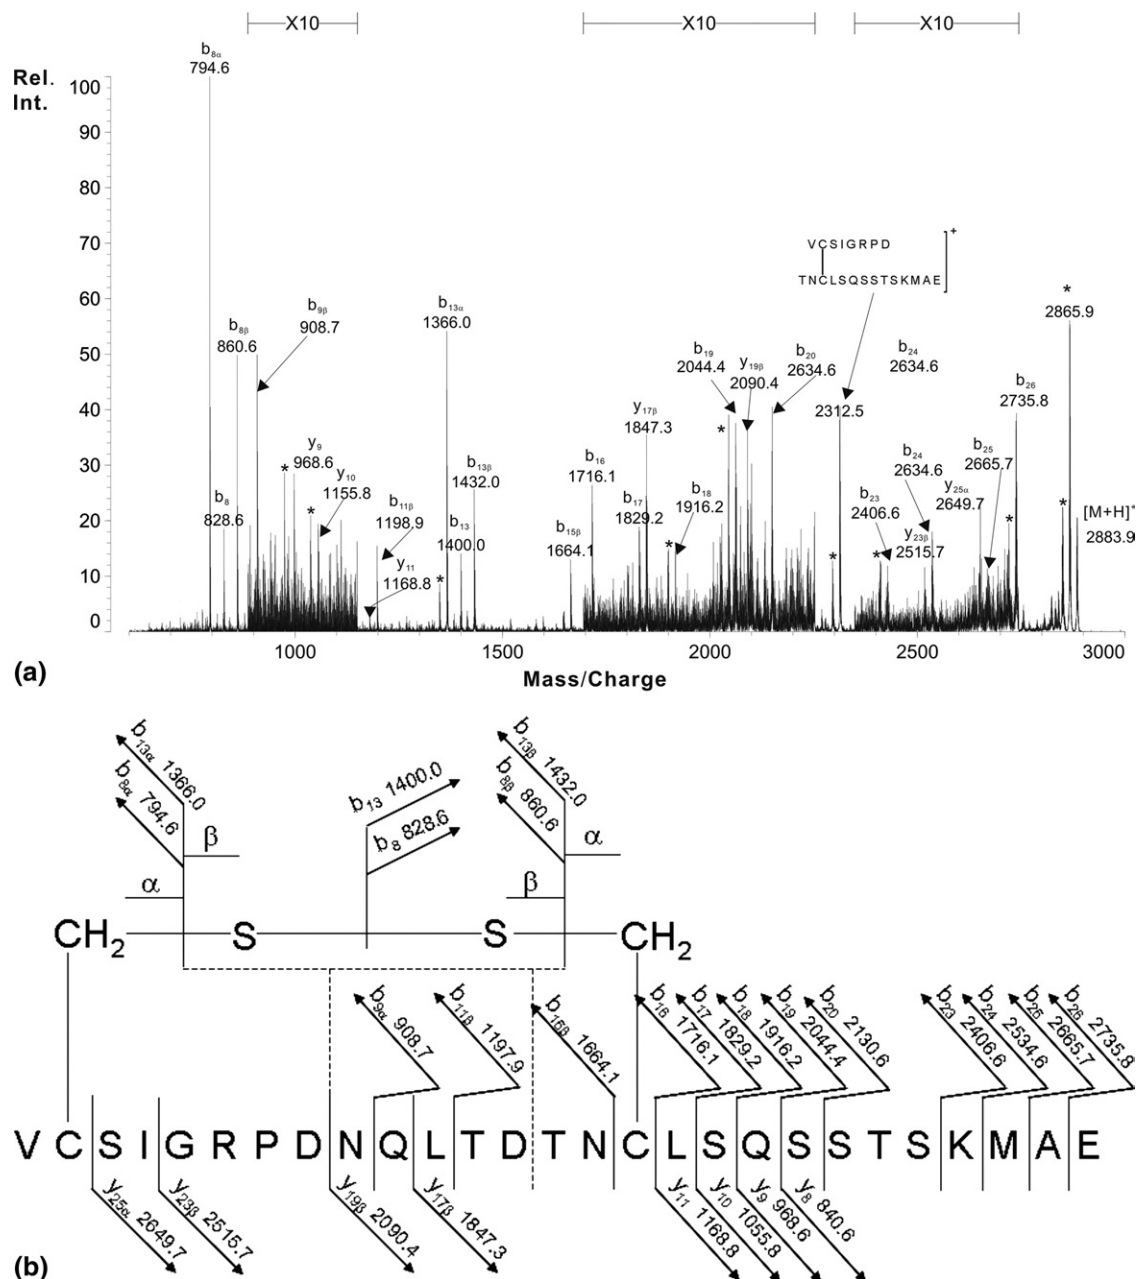 X10 X10 X10
b8α
794.6
Rel.
Int.
100
90
80
70
60
50
40
30
20
10
0
b8β
860.6
b9β
908.7
b8
828.6
*
y9
968.6
*
y10
1155.8
b11β
1198.9
y11
1168.8
*
b13α
1366.0
b13β
1432.0
b13
1400.0
b15β
1664.1
b16
1716.1
y17β
1847.3
b17
1829.2
*
b18
1916.2
b19
2044.4
*
y19β
2090.4
b20
2634.6
VCSIGRPD
TNCLSQSSTSKMAE
+
2312.5
*
b24
2634.6
b23
2406.6
*
b24
2634.6
y23β
2515.7
y25α
2649.7
b25
2665.7
*
b26
2735.8
*
2865.9
*
[M+H]+
2883.9
1000 1500 2000 2500 3000
Mass/Charge
(a)
b13α 1366.0
b8α 794.6
β
α
b13 1400.0
b8 828.6
b13β 1432.0
b8β 860.6
α
β
CH2 S S CH2
b9α 908.7
b11β 1197.9
b15β 1664.1
b16 1716.1
b17 1829.2
b18 1916.2
b19 2044.4
b20 2130.6
b23 2406.6
b24 2534.6
b25 2665.7
b26 2735.8
V C S I G R P D N Q L T D T N C L S Q S S T S K M A E
y25α 2649.7
y23β 2515.7
y19β 2090.4
y17β 1847.3
y11 1168.8
y10 1055.8
y9 968.6
y8 840.6
(b)